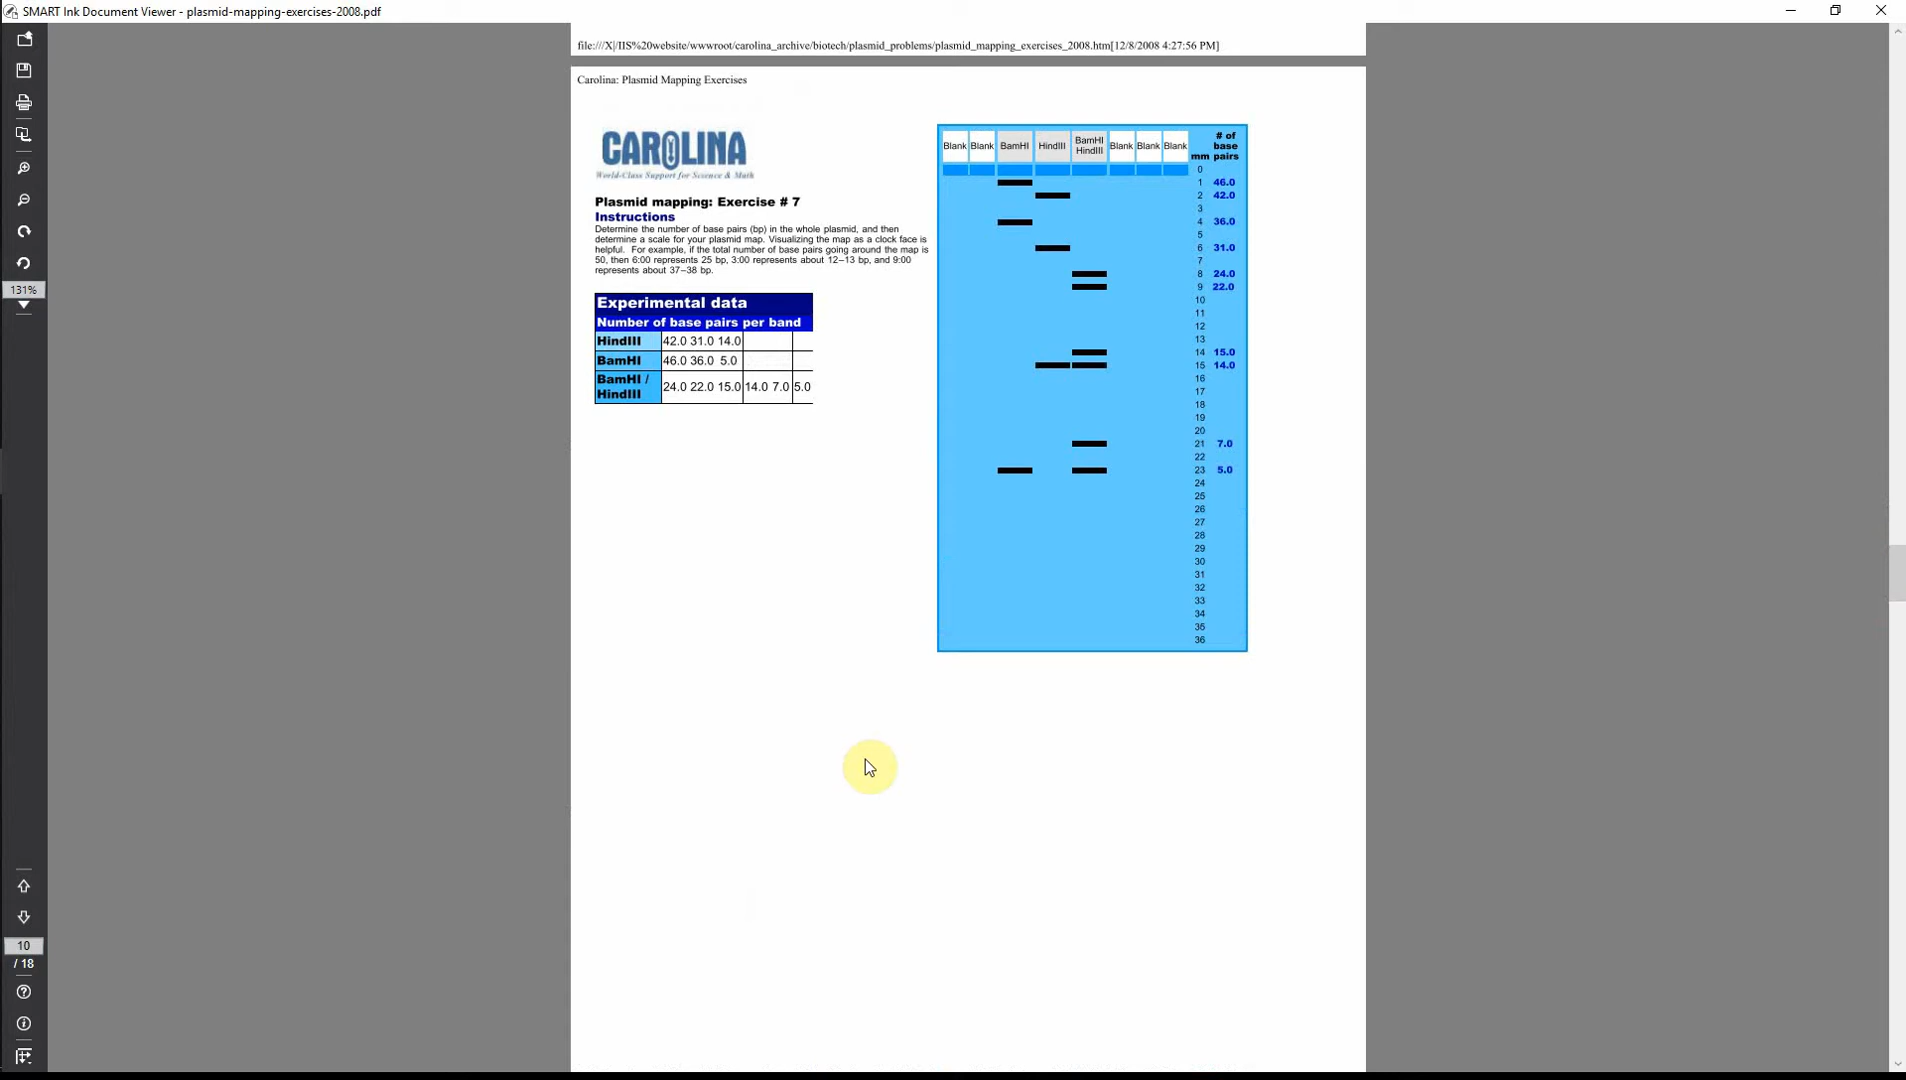 SMART Ink Document Viewer - plasmid-mapping-exercises-2008.pdf
file:///X|/IIS%20website/wwwroot/carolina_archive/biotech/plasmid_problems/plasmid_mapping_exercises_2008.htm[12/8/2008 4:27:56 PM]
Carolina: Plasmid Mapping Exercises
CAROLINA
World-Class Support for Science & Math
Plasmid mapping: Exercise # 7
Instructions
Determine the number of base pairs (bp) in the whole plasmid, and then
determine a scale for your plasmid map. Visualizing the map as a clock face is
helpful. For example, if the total number of base pairs going around the map is
50, then 6:00 represents 25 bp, 3:00 represents about 12–13 bp, and 9:00
represents about 37–38 bp.
Experimental data
Number of base pairs per band
HindIII 42.0 31.0 14.0
BamHI 46.0 36.0 5.0
BamHI /
HindIII 24.0 22.0 15.0 14.0 7.0 5.0
Blank Blank BamHI HindIII BamHI HindIII Blank Blank Blank mm # of base pairs
0
1 46.0
2 42.0
3
4 36.0
5
6 31.0
7
8 24.0
9 22.0
10
11
12
13
14 15.0
15 14.0
16
17
18
19
20
21 7.0
22
23 5.0
24
25
26
27
28
29
30
31
32
33
34
35
36
131%
10
/ 18